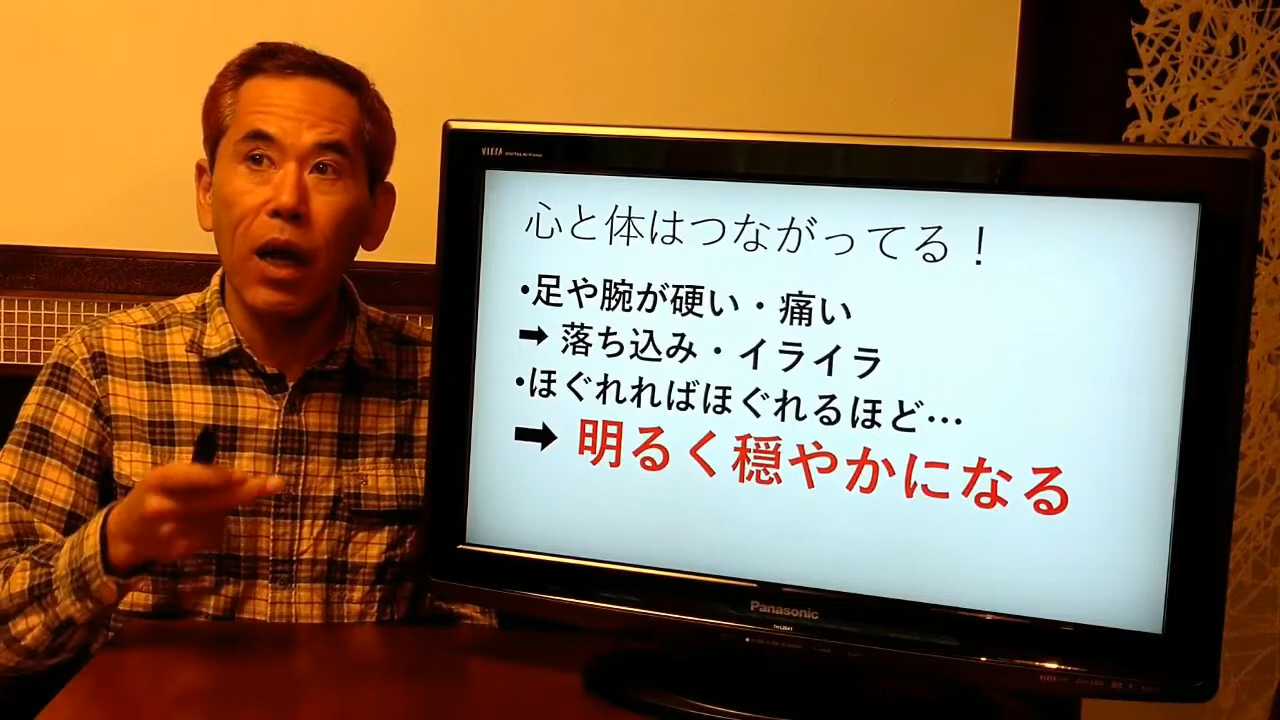 VIERA
心と体はつながってる！
・足や腕が硬い・痛い
➡ 落ち込み・イライラ
・ほぐれればほぐれるほど…
➡ 明るく穏やかになる
Panasonic